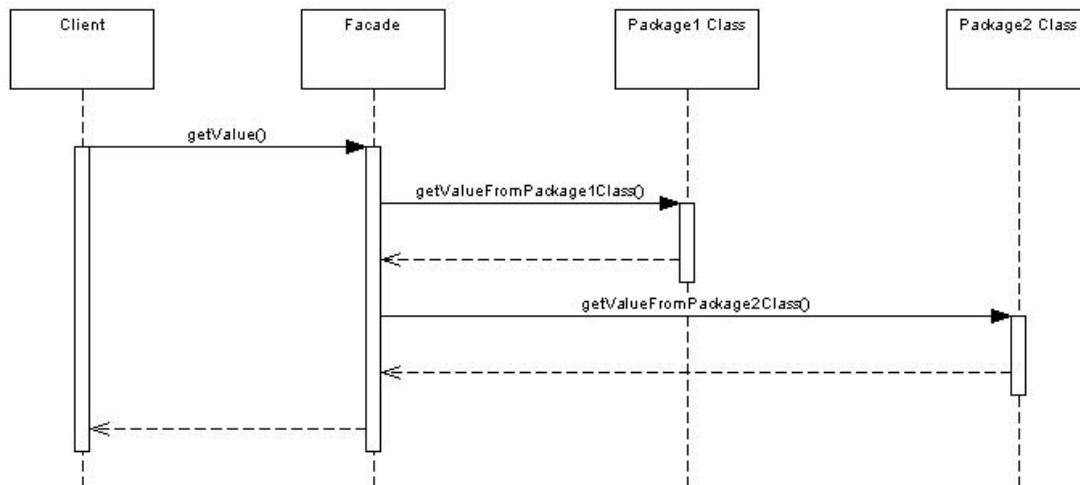 Client
Facade
Package1 Class
Package2 Class
getValue()
getValueFromPackage1Class()
getValueFromPackage2Class()